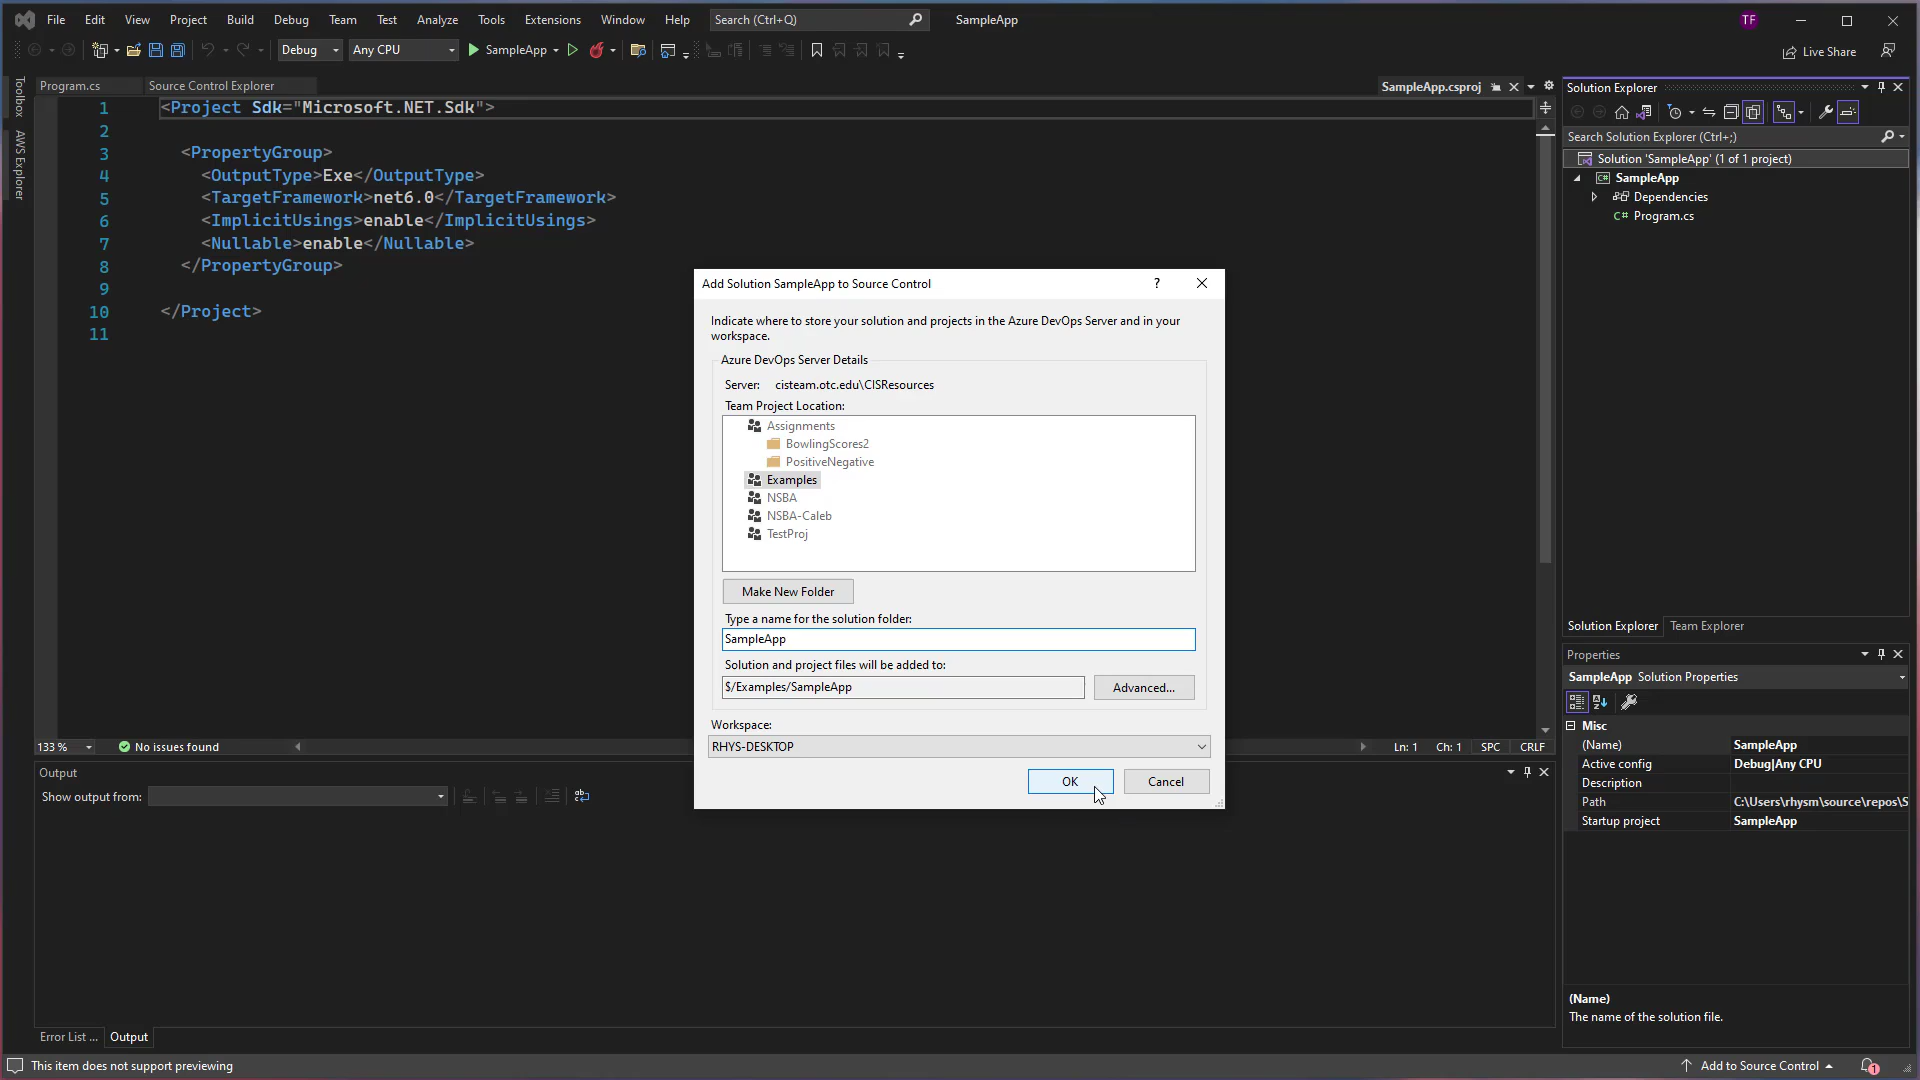 File Edit View Project Build Debug Team Test Analyze Tools Extensions Window Help Search (Ctrl+Q) SampleApp TF
Debug Any CPU SampleApp Live Share
Toolbox
AWS Explorer
Program.cs Source Control Explorer SampleApp.csproj
1 <Project Sdk="Microsoft.NET.Sdk">
2
3 <PropertyGroup>
4 <OutputType>Exe</OutputType>
5 <TargetFramework>net6.0</TargetFramework>
6 <ImplicitUsings>enable</ImplicitUsings>
7 <Nullable>enable</Nullable>
8 </PropertyGroup>
9
10 </Project>
11
133 % No issues found Ln: 1 Ch: 1 SPC CRLF
Add Solution SampleApp to Source Control ?
Indicate where to store your solution and projects in the Azure DevOps Server and in your
workspace.
Azure DevOps Server Details
Server: cisteam.otc.edu\CISResources
Team Project Location:
Assignments
BowlingScores2
PositiveNegative
Examples
NSBA
NSBA-Caleb
TestProj
Make New Folder
Type a name for the solution folder:
SampleApp
Solution and project files will be added to:
$/Examples/SampleApp Advanced...
Workspace:
RHYS-DESKTOP
OK Cancel
Output
Show output from:
Error List ... Output
Solution Explorer
Search Solution Explorer (Ctrl+;)
Solution 'SampleApp' (1 of 1 project)
C# SampleApp
Dependencies
C# Program.cs
Solution Explorer Team Explorer
Properties
SampleApp Solution Properties
Misc
(Name) SampleApp
Active config Debug|Any CPU
Description
Path C:\Users\rhysm\source\repos\S
Startup project SampleApp
(Name)
The name of the solution file.
This item does not support previewing Add to Source Control 1